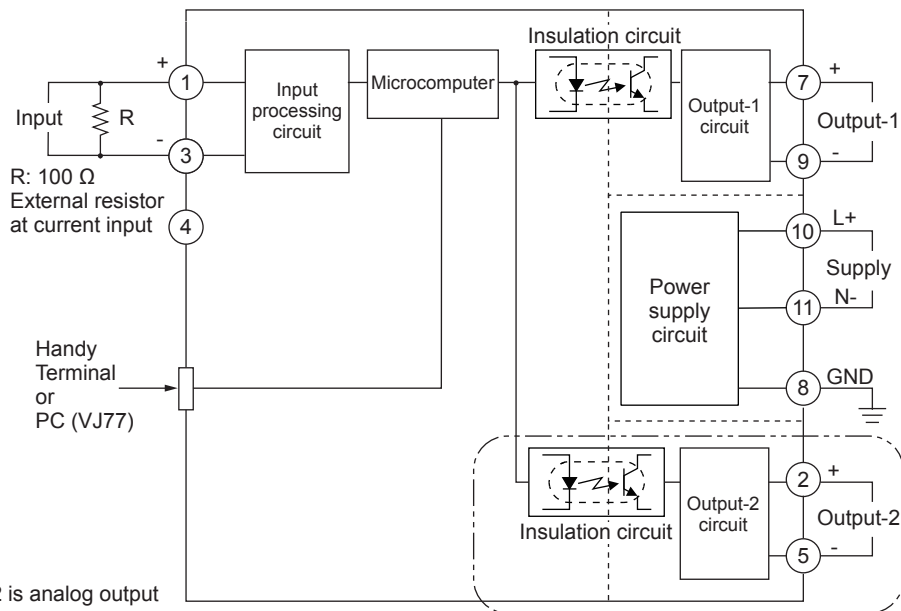 Insulation circuit
+
1
Input
processing
circuit
Microcomputer
Output-1
circuit
7
+
Input
R
Output-1
-
3
9
-
R: 100 Ω
External resistor
at current input
4
10
L+
Power
supply
circuit
Supply
11
N-
Handy
Terminal
or
PC (VJ77)
8
GND
2
+
Output-2
circuit
Output-2
Insulation circuit
5
-
2 is analog output